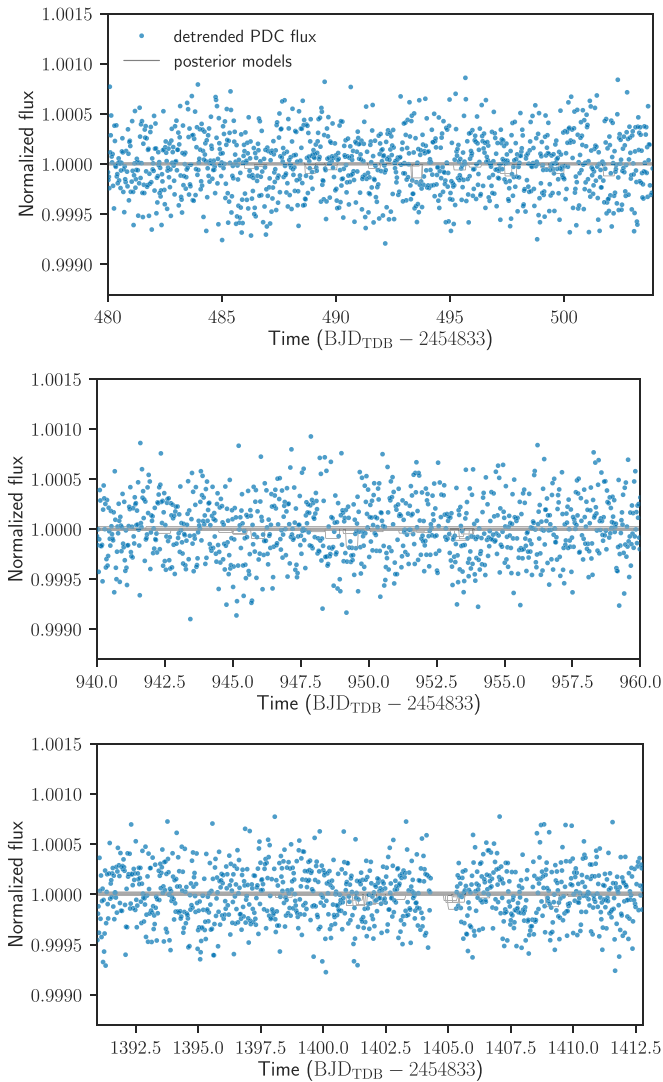 1.0015
detrended PDC flux
posterior models
1.0010
1.0005
1.0000
0.9995
0.9990
Normalized flux
480 485 490 495 500
Time (BJD_TDB − 2454833)
1.0015
1.0010
1.0005
1.0000
0.9995
0.9990
Normalized flux
940.0 942.5 945.0 947.5 950.0 952.5 955.0 957.5 960.0
Time (BJD_TDB − 2454833)
1.0015
1.0010
1.0005
1.0000
0.9995
0.9990
Normalized flux
1392.5 1395.0 1397.5 1400.0 1402.5 1405.0 1407.5 1410.0 1412.5
Time (BJD_TDB − 2454833)